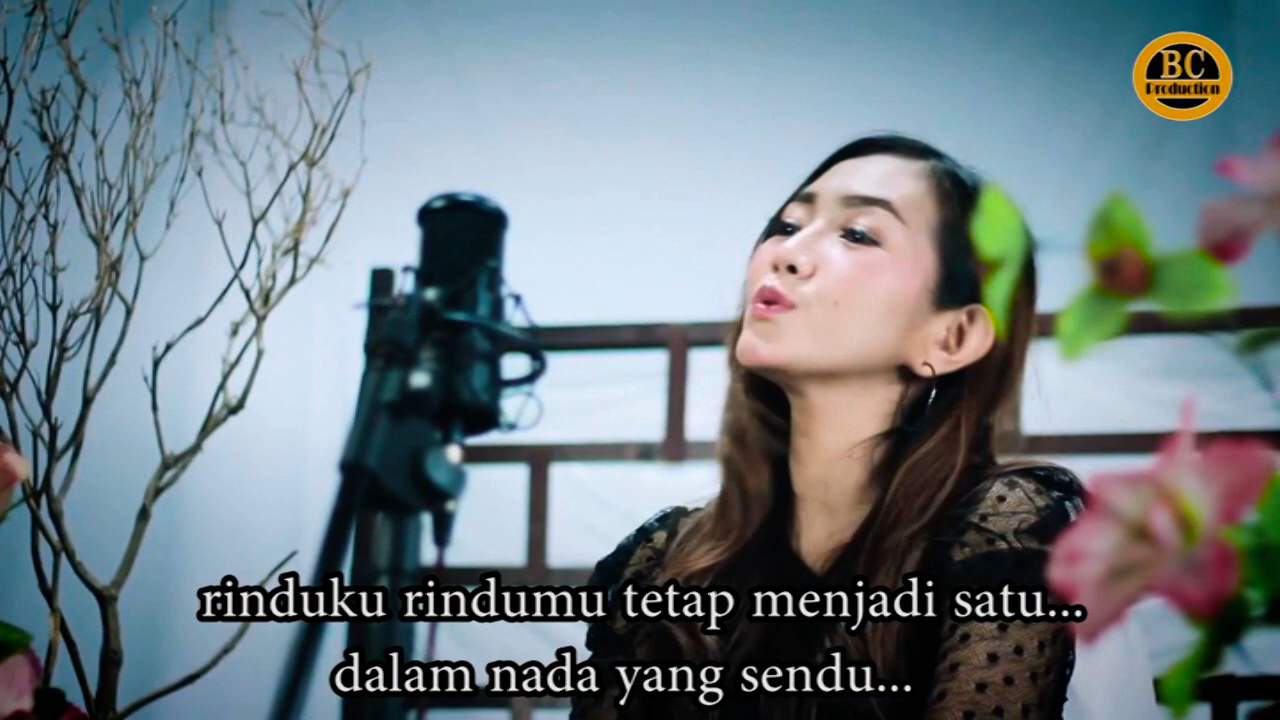 BC
Production
rinduku rindumu tetap menjadi satu...
dalam nada yang sendu...